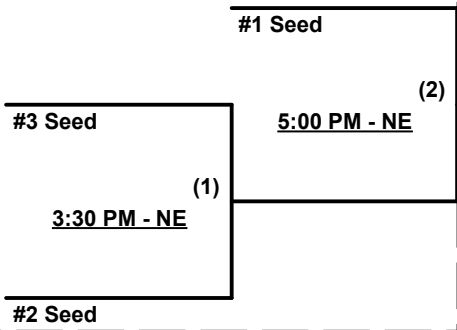 #1 Seed
(2)
5:00 PM - NE
#3 Seed
(1)
3:30 PM - NE
#2 Seed